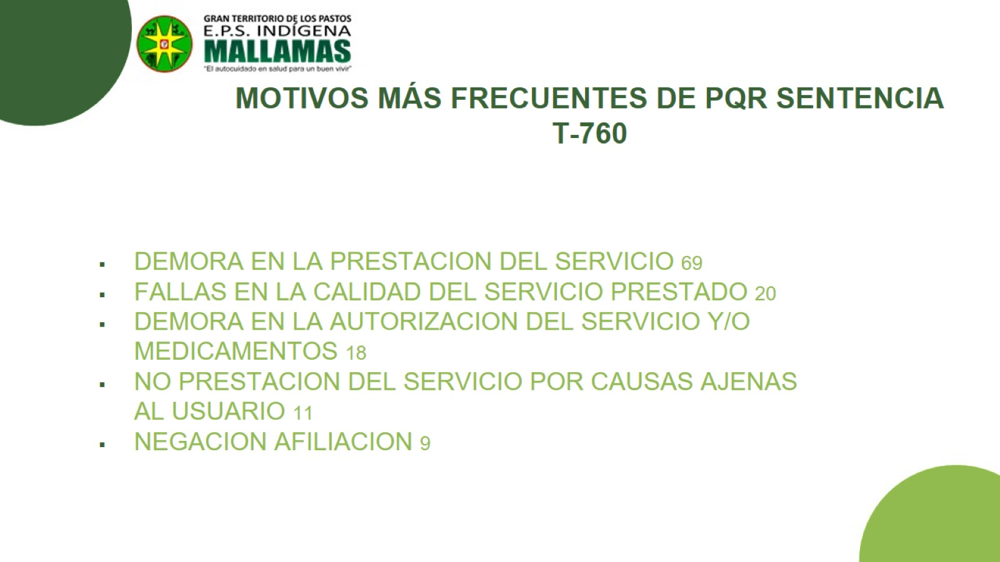 GRAN TERRITORIO DE LOS PASTOS
E.P.S. INDÍGENA
MALLAMAS
"El autocuidado en salud para un buen vivir"
MOTIVOS MÁS FRECUENTES DE PQR SENTENCIA
T-760
▪ DEMORA EN LA PRESTACION DEL SERVICIO 69
▪ FALLAS EN LA CALIDAD DEL SERVICIO PRESTADO 20
▪ DEMORA EN LA AUTORIZACION DEL SERVICIO Y/O
MEDICAMENTOS 18
▪ NO PRESTACION DEL SERVICIO POR CAUSAS AJENAS
AL USUARIO 11
▪ NEGACION AFILIACION 9